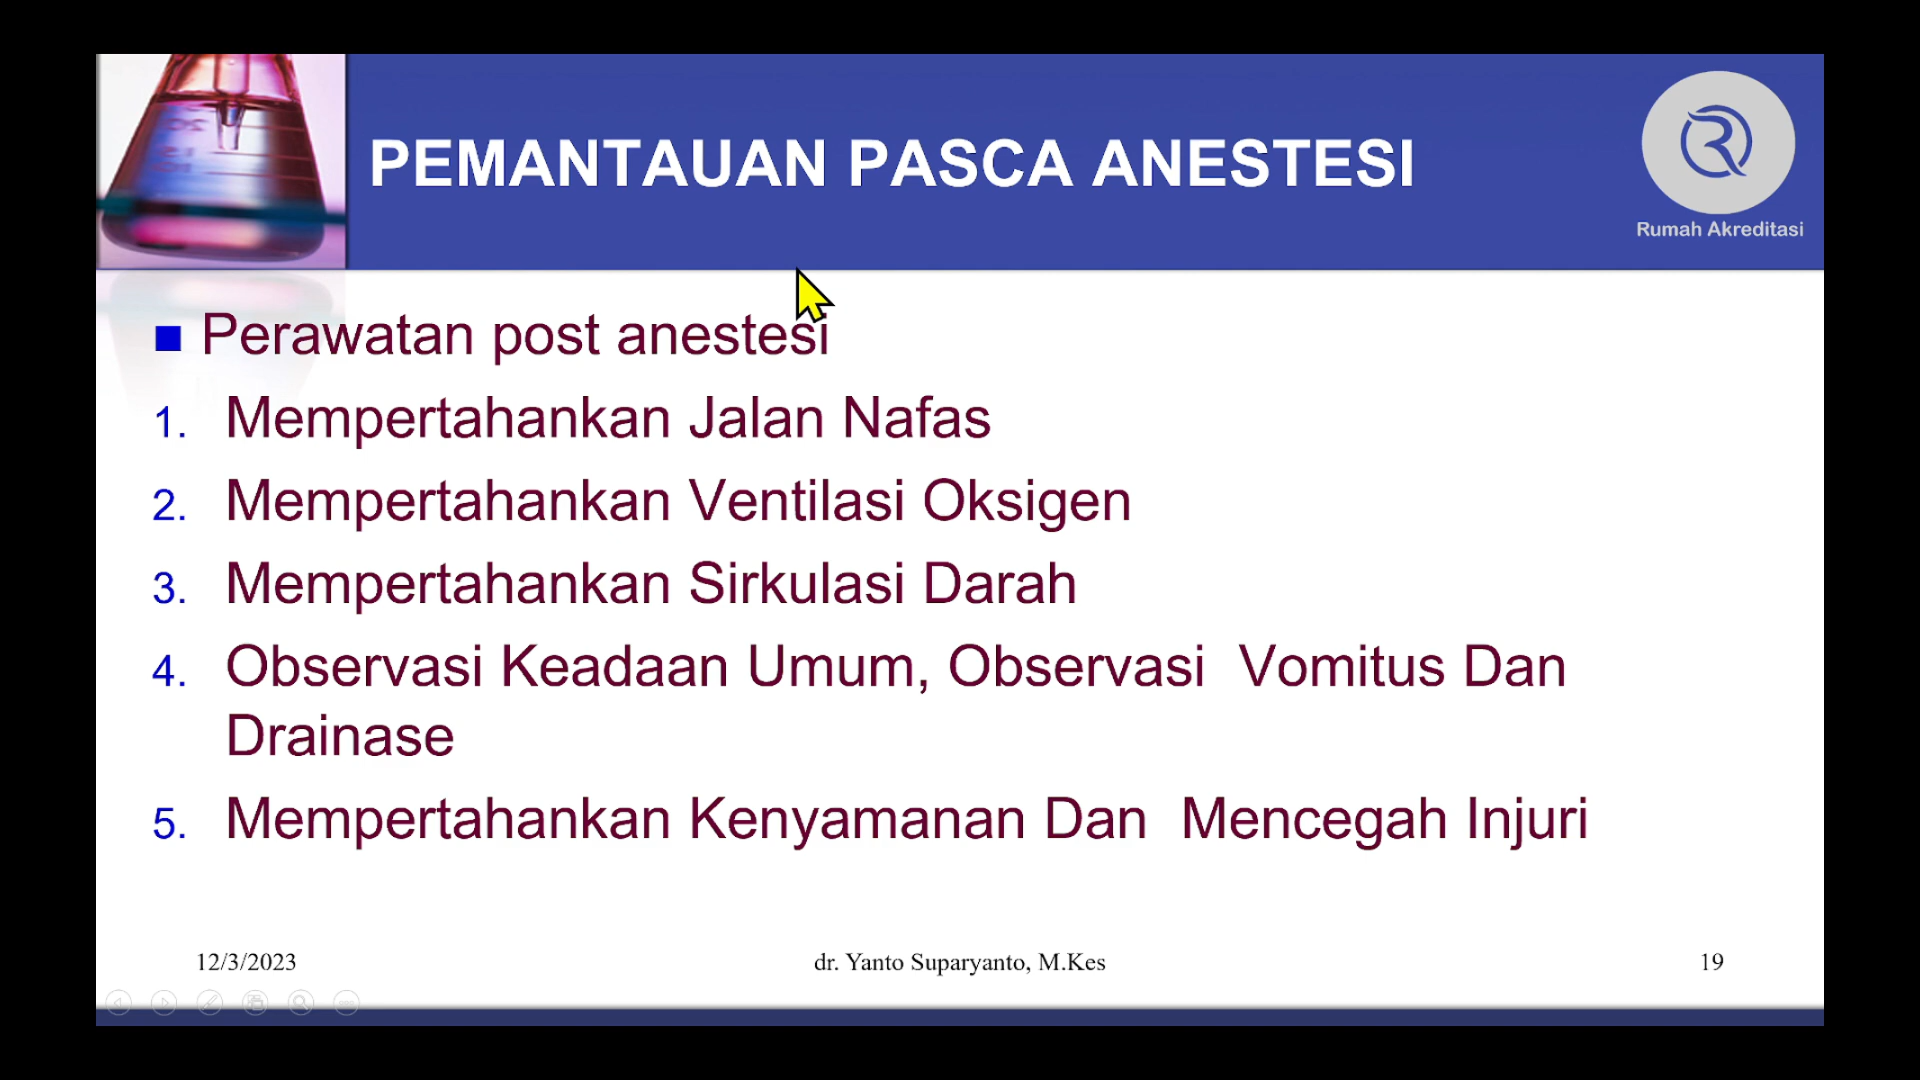 PEMANTAUAN PASCA ANESTESI
Rumah Akreditasi
Perawatan post anestesi
1. Mempertahankan Jalan Nafas
2. Mempertahankan Ventilasi Oksigen
3. Mempertahankan Sirkulasi Darah
4. Observasi Keadaan Umum, Observasi Vomitus Dan
Drainase
5. Mempertahankan Kenyamanan Dan Mencegah Injuri
12/3/2023
dr. Yanto Suparyanto, M.Kes
19